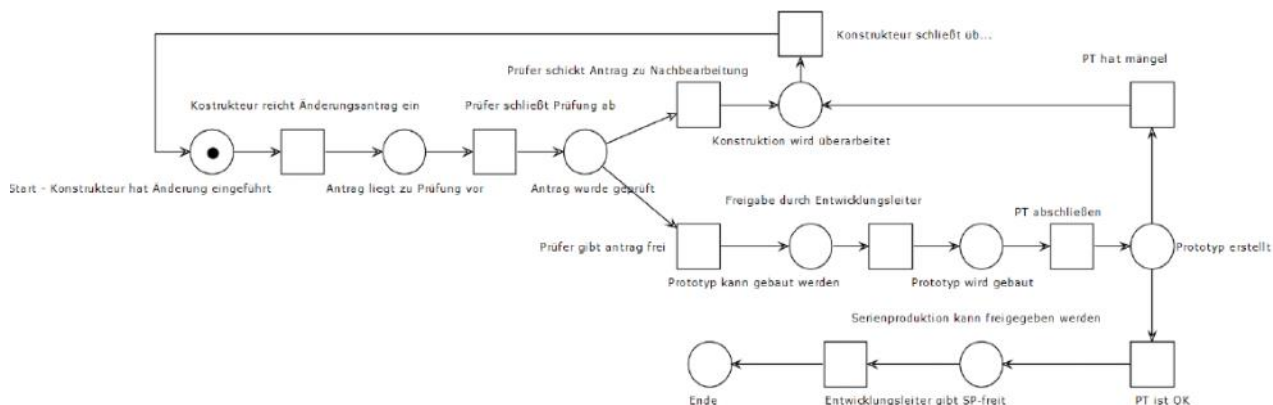 Konstrukteur schließt üb...
PT hat mängel
Prüfer schickt Antrag zu Nachbearbeitung
Kostrukteur reicht Änderungsantrag ein
Prüfer schließt Prüfung ab
Konstruktion wird überarbeitet
Start - Konstrukteur hat Änderung eingeführt
Antrag liegt zu Prüfung vor
Antrag wurde geprüft
Freigabe durch Entwicklungsleiter
PT abschließen
Prüfer gibt antrag frei
Prototyp erstellt
Prototyp kann gebaut werden
Prototyp wird gebaut
Serienproduktion kann freigegeben werden
Ende
Entwicklungsleiter gibt SP-freit
PT ist OK